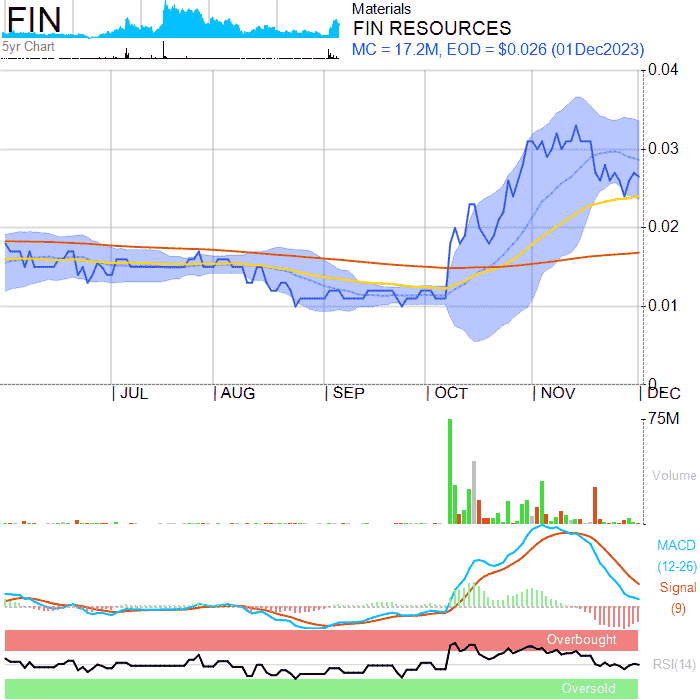 FIN
5yr Chart
Materials
FIN RESOURCES
MC = 17.2M, EOD = $0.026 (01Dec2023)
0.04
0.03
0.02
0.01
0
JUL
AUG
SEP
OCT
NOV
DEC
75M
Volume
MACD
(12-26)
Signal
(9)
Overbought
RSI(14)
Oversold